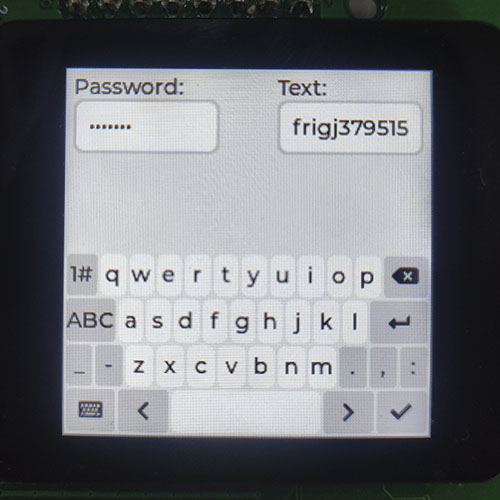 Password: Text:
••••••• frigj379515
1# q w e r t y u i o p
ABC a s d f g h j k l
_ - z x c v b n m . , :